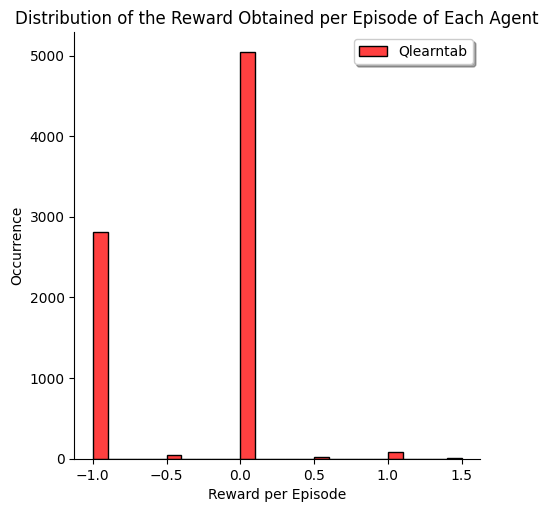 Distribution of the Reward Obtained per Episode of Each Agent
Qlearntab
5000
4000
3000
2000
1000
0
Occurrence
−1.0 −0.5 0.0 0.5 1.0 1.5
Reward per Episode